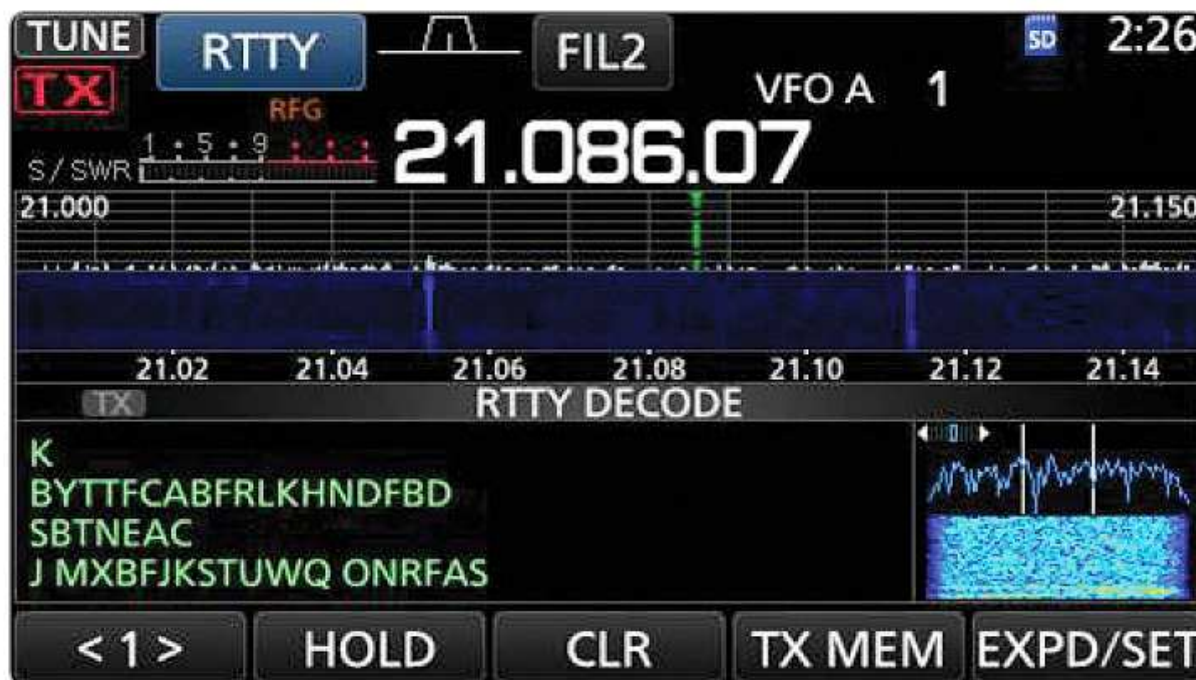 TUNE RTTY FIL2 SD 2:26
TX RFG VFO A 1
1 • 5 • 9
S/SWR 21.086.07
21.000 21.150
21.02 21.04 21.06 21.08 21.10 21.12 21.14
TX RTTY DECODE
K
BYTTFCABFRLKHNDFBD
SBTNEAC
J MXBFJKSTUWQ ONRFAS
<1> HOLD CLR TX MEM EXPD/SET